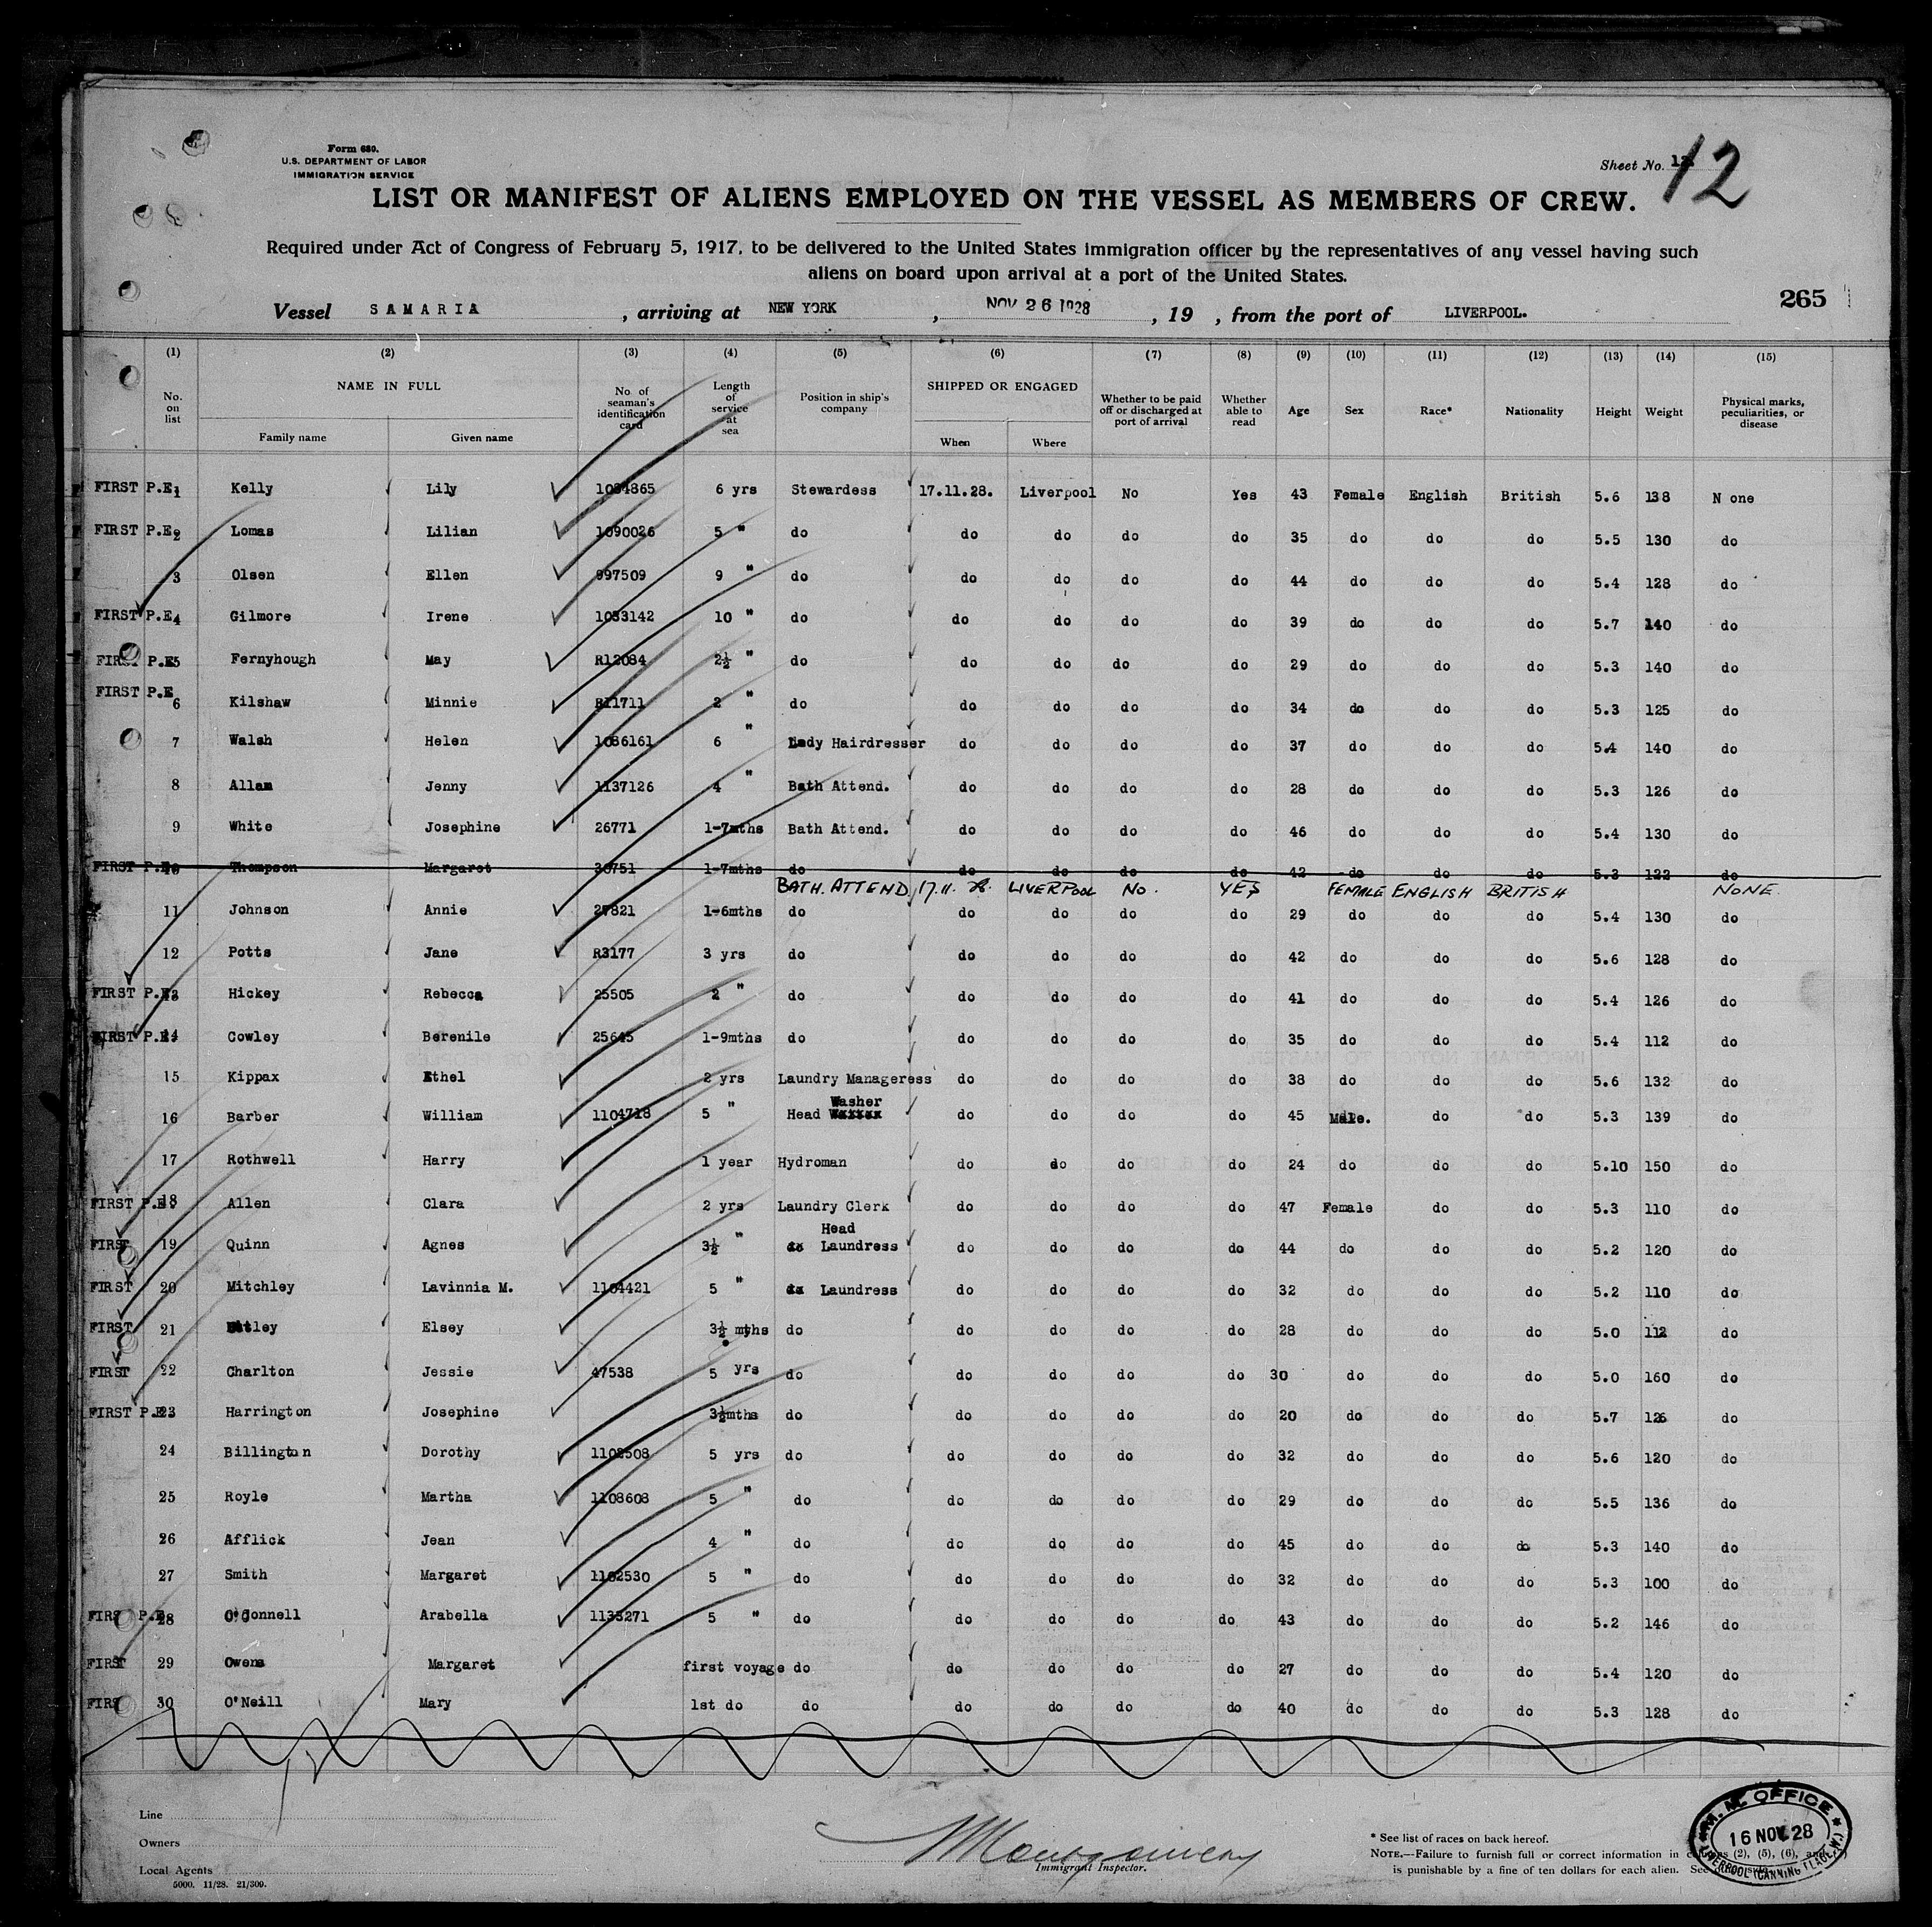 Form 680.
U.S. DEPARTMENT OF LABOR
IMMIGRATION SERVICE
Sheet No. 12
12
LIST OR MANIFEST OF ALIENS EMPLOYED ON THE VESSEL AS MEMBERS OF CREW.
Required under Act of Congress of February 5, 1917, to be delivered to the United States immigration officer by the representatives of any vessel having such
aliens on board upon arrival at a port of the United States.
265
Vessel SAMARIA, arriving at NEW YORK, NOV 26 1928, 19 , from the port of LIVERPOOL.
(1) (2) (3) (4) (5) (6) (7) (8) (9) (10) (11) (12) (13) (14) (15)
No. on list NAME IN FULL Family name Given name No. of seaman's identification card Length of service at sea Position in ship's company SHIPPED OR ENGAGED When Where Whether to be paid off or discharged at port of arrival Whether able to read Age Sex Race* Nationality Height Weight Physical marks, peculiarities, or disease
FIRST P.E. 1 Kelly Lily 1034865 6 yrs Stewardess 17.11.28. Liverpool No Yes 43 Female English British 5.6 138 N one
FIRST P.E. 2 Lomas Lilian 1090026 5 " do do do do do 35 do do do 5.5 130 do
3 Olsen Ellen 997509 9 " do do do do do 44 do do do 5.4 128 do
FIRST P.E. 4 Gilmore Irene 1033142 10 " do do do do do 39 do do do 5.7 140 do
FIRST P.E. 5 Fernyhough May R12084 2½ " do do do do do 29 do do do 5.3 140 do
FIRST P.E. 6 Kilshaw Minnie R11711 2 " do do do do do 34 do do do 5.3 125 do
7 Walsh Helen 1036161 6 " Lady Hairdresser do do do do 37 do do do 5.4 140 do
8 Allam Jenny 1137126 4 " Bath Attend. do do do do 28 do do do 5.3 126 do
9 White Josephine 26771 1-7mths Bath Attend. do do do do 46 do do do 5.4 130 do
FIRST P.E. 10 Thompson Margaret 30751 1-7mths do do do do do 42 do do do 5.3 122 do
BATH. ATTEND, 17.11. LIVERPOOL NO. YES FEMALE ENGLISH BRITISH NONE
11 Johnson Annie 27821 1-6mths do do do do do 29 do do do 5.4 130 do
12 Potts Jane R3177 3 yrs do do do do do 42 do do do 5.6 128 do
FIRST P.E. 13 Hickey Rebecca 25505 2 " do do do do do 41 do do do 5.4 126 do
FIRST P.E. 14 Cowley Berenile 25645 1-9mths do do do do do 35 do do do 5.4 112 do
15 Kippax Ethel 2 yrs Laundry Manageress do do do do 38 do do do 5.6 132 do
16 Barber William 1104718 5 " Head Washer do do do do 45 Male. do do 5.3 139 do
17 Rothwell Harry 1 year Hydroman do do do do 24 do do do 5.10 150 do
FIRST P.E. 18 Allen Clara 2 yrs Laundry Clerk do do do do 47 Female do do 5.3 110 do
FIRST 19 Quinn Agnes 3½ " Head Laundress do do do do 44 do do do 5.2 120 do
FIRST 20 Mitchley Lavinnia M. 1104421 5 " Laundress do do do do 32 do do do 5.2 110 do
FIRST 21 Elsey 3½ mths do do do do do 28 do do do 5.0 112 do
FIRST 22 Charlton Jessie 47538 5 yrs do do do do do 30 do do do 5.0 160 do
FIRST P.E. 23 Harrington Josephine 3½mths do do do do do 20 do do do 5.7 126 do
24 Billington Dorothy 1102508 5 yrs do do do do do 32 do do do 5.6 120 do
25 Royle Martha 1108608 5 " do do do do do 29 do do do 5.5 136 do
26 Afflick Jean 4 " do do do do do 45 do do do 5.3 140 do
27 Smith Margaret 1102530 5 " do do do do do 32 do do do 5.3 100 do
FIRST P.E. 28 O'Connell Arabella 1135271 5 " do do do do do 43 do do do 5.2 146 do
FIRST 29 Owens Margaret first voyage do do do do do 27 do do do 5.4 120 do
FIRST 30 O'Neill Mary 1st do do do do do do 40 do do do 5.3 128 do
Line
Owners
Local Agents
5000. 11/28. 21/309.
Montgomery
Immigrant Inspector.
* See list of races on back hereof.
NOTE.—Failure to furnish full or correct information in columns (2), (5), (6),
is punishable by a fine of ten dollars for each alien. See
M. M. OFFICE
16 NOV 28
LIVERPOOL (CANNING PLACE)